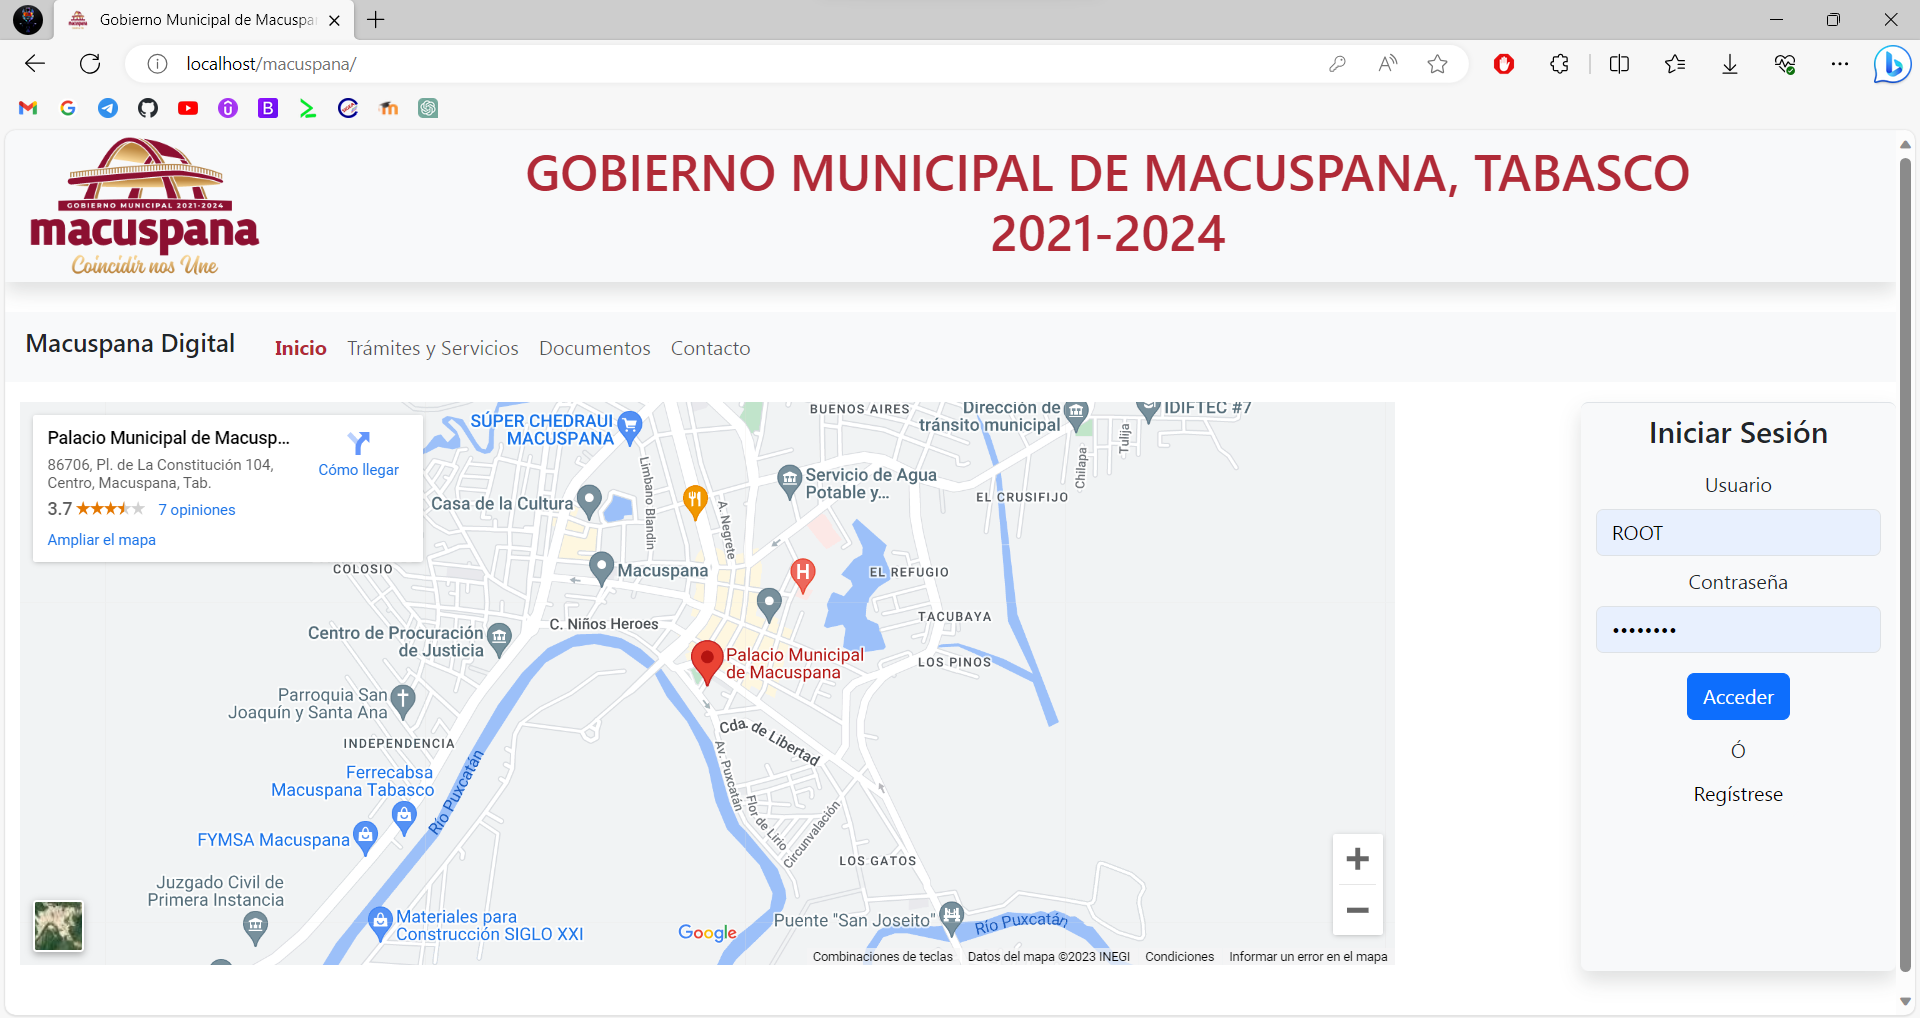 Gobierno Municipal de Macuspa
localhost/macuspana/
GOBIERNO MUNICIPAL 2021-2024
macuspana
Coincidir nos Une
GOBIERNO MUNICIPAL DE MACUSPANA, TABASCO
2021-2024
Macuspana Digital
Inicio
Trámites y Servicios
Documentos
Contacto
Palacio Municipal de Macusp...
86706, Pl. de La Constitución 104,
Centro, Macuspana, Tab.
3.7
7 opiniones
Ampliar el mapa
Cómo llegar
SÚPER CHEDRAUI
MACUSPANA
BUENOS AIRES
Dirección de
tránsito municipal
IDIFTEC #7
Limbano Blandin
A. Negrete
Chilapa
Tulija
Servicio de Agua
Potable y...
Casa de la Cultura
EL CRUSIFIJO
COLOSIO
Macuspana
H
EL REFUGIO
C. Niños Heroes
TACUBAYA
Centro de Procuración
de Justicia
Palacio Municipal
de Macuspana
LOS PINOS
Parroquia San
Joaquín y Santa Ana
Cda. de Libertad
INDEPENDENCIA
Av. Puxcatán
Ferrecabsa
Macuspana Tabasco
Río Puxcatán
Flor de Lirio
Circunvalación
FYMSA Macuspana
LOS GATOS
Juzgado Civil de
Primera Instancia
Materiales para
Construcción SIGLO XXI
Google
Puente "San Joseito"
Río Puxcatán
Combinaciones de teclas
Datos del mapa ©2023 INEGI
Condiciones
Informar un error en el mapa
Iniciar Sesión
Usuario
ROOT
Contraseña
••••••••
Acceder
Ó
Regístrese